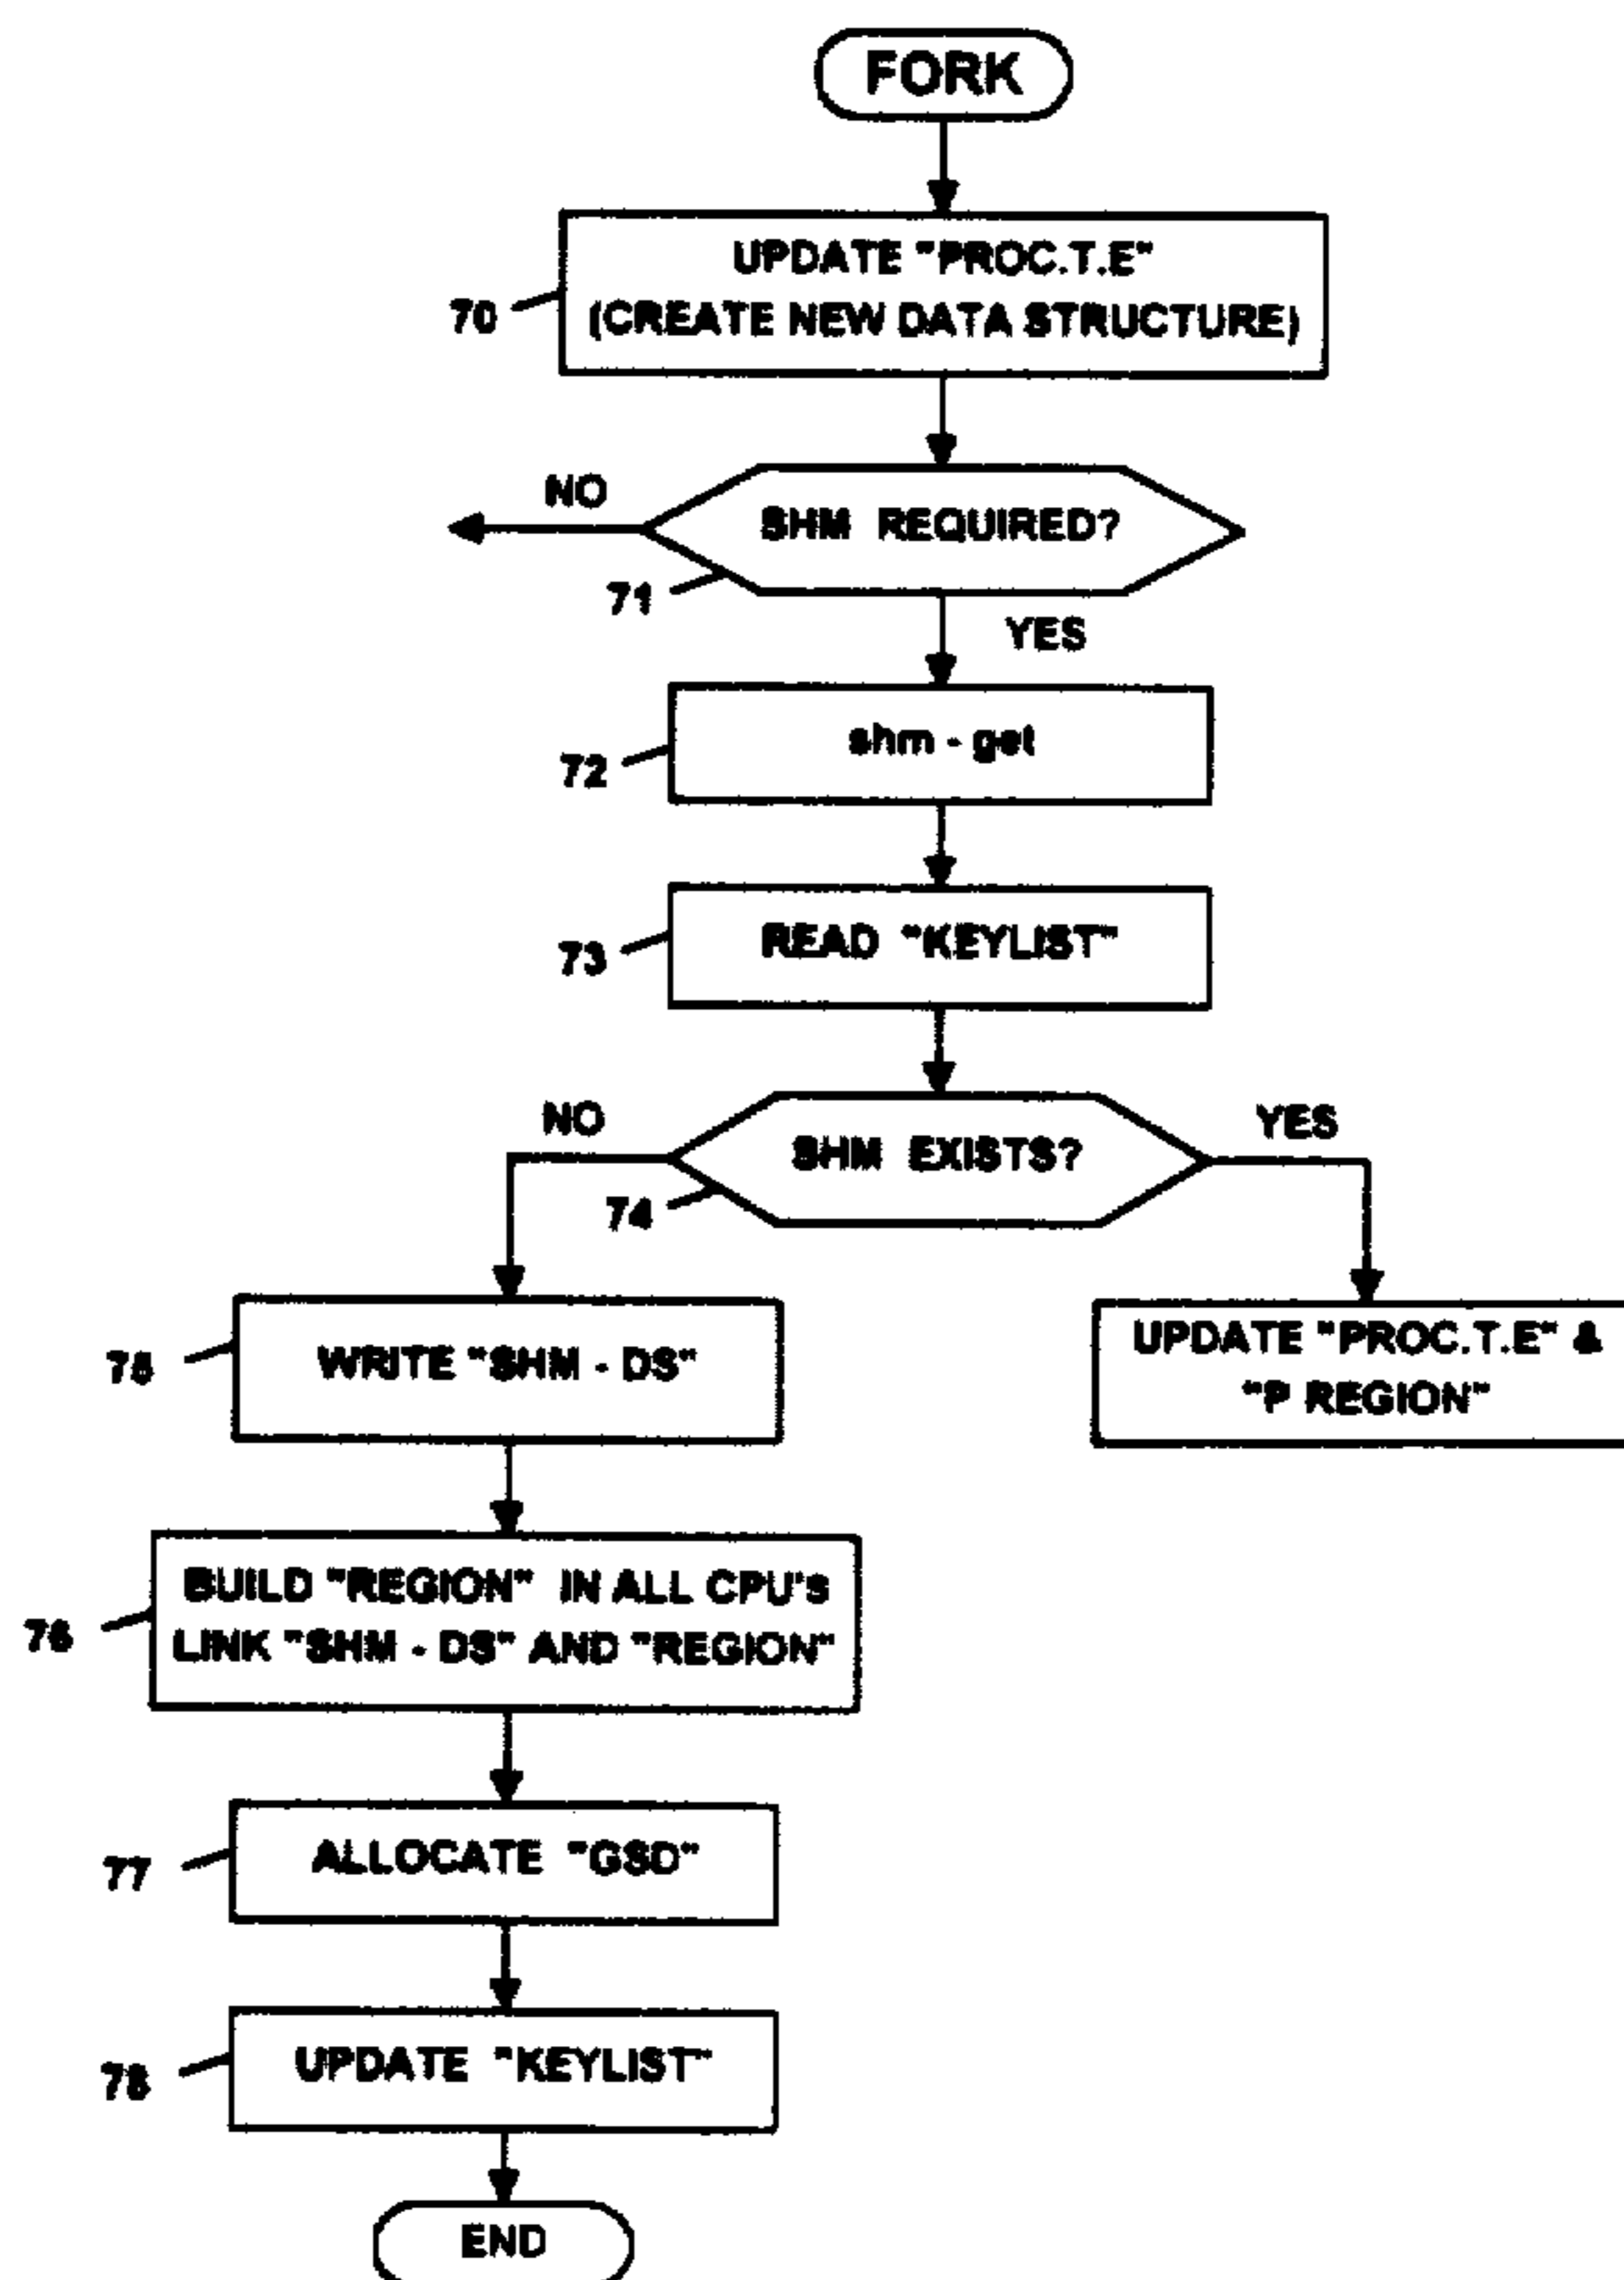 FORK
UPDATE "PROC.T.E"
70
(CREATE NEW DATA STRUCTURE)
NO
SHM REQUIRED?
71
YES
shm - get
72
READ "KEYLIST"
73
NO
SHM EXISTS?
YES
74
WRITE "SHM - DS"
75
UPDATE "PROC.T.E" &
"P REGION"
BUILD "REGION" IN ALL CPU'S
76
LINK "SHM - DS" AND "REGION"
ALLOCATE "GSD"
77
UPDATE "KEYLIST"
78
END